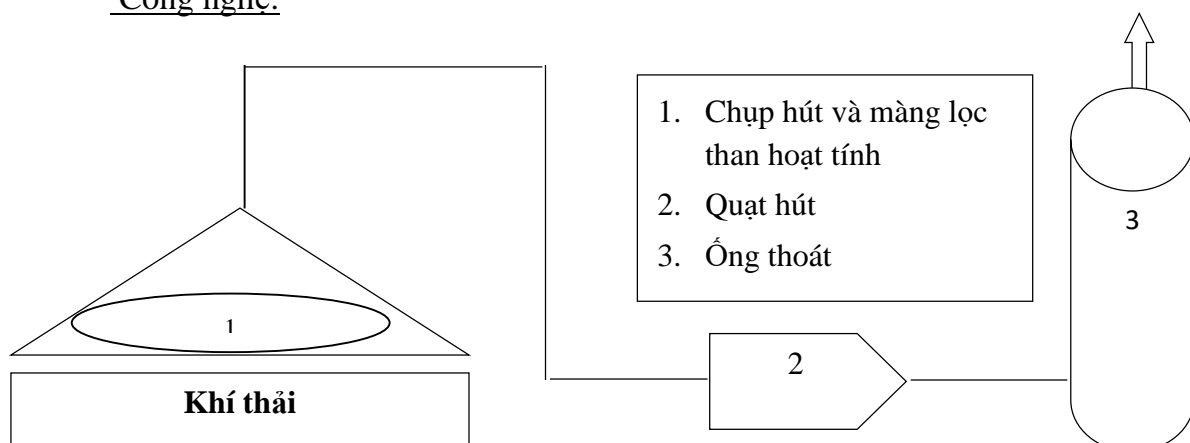 Công nghệ:
1. Chụp hút và màng lọc
than hoạt tính
2. Quạt hút
3. Ống thoát
3
1
2
Khí thải